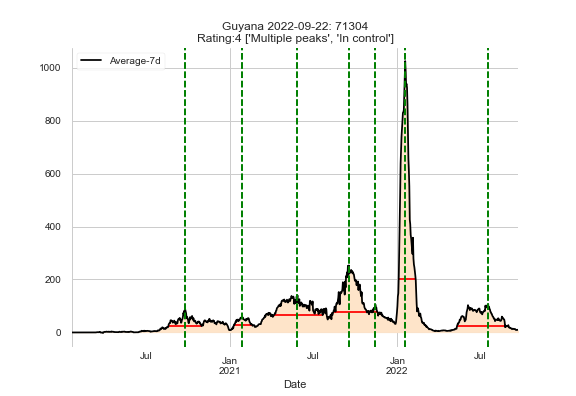 Guyana 2022-09-22: 71304
Rating:4 ['Multiple peaks', 'In control']
Average-7d
1000
800
600
400
200
0
Jul
Jan
2021
Jul
Jan
2022
Jul
Date